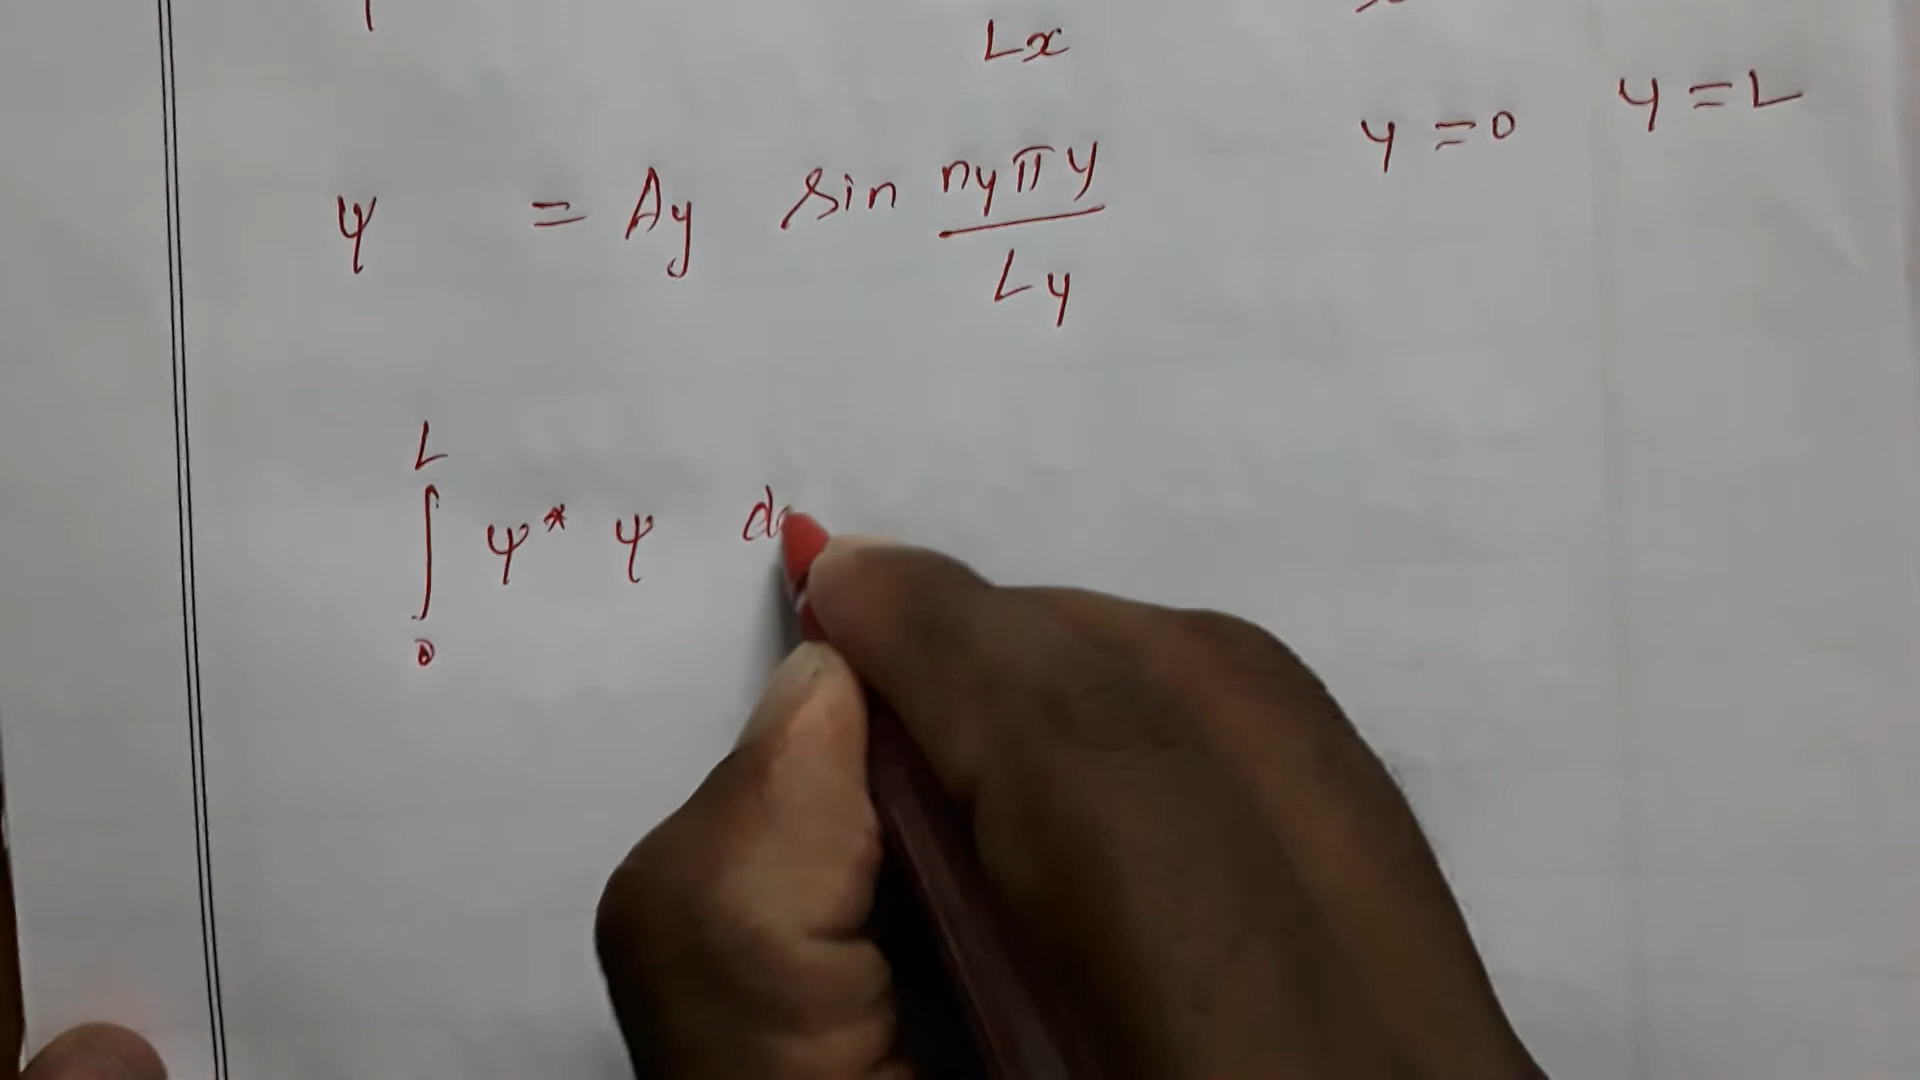 Lx
y = 0 y = L
ψ = Ay sin nyπy
Ly
L
∫ ψ* ψ d
0